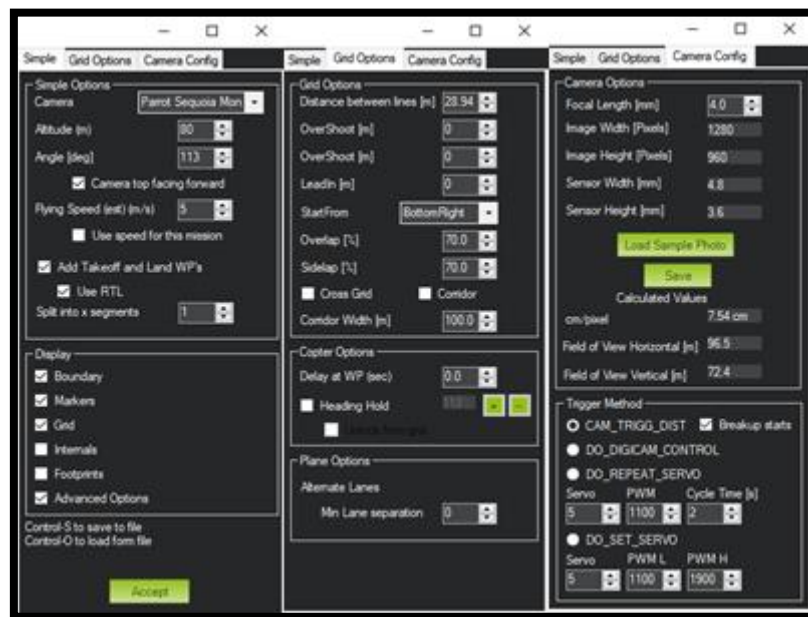 Simple Grid Options Camera Config
Simple Options
Camera Parrot Sequoia Mon
Altitude (m) 80
Angle [deg] 113
Camera top facing forward
Flying Speed (est) (m/s) 5
Use speed for this mission
Add Takeoff and Land WP's
Use RTL
Split into x segments 1
Display
Boundary
Markers
Grid
Internals
Footprints
Advanced Options
Control-S to save to file
Control-O to load form file
Accept
Simple Grid Options Camera Config
Grid Options
Distance between lines [m] 28.94
OverShoot [m] 0
OverShoot [m] 0
LeadIn [m] 0
StartFrom BottomRight
Overlap [%] 70.0
Sidelap [%] 70.0
Cross Grid Corridor
Corridor Width [m] 100.0
Copter Options
Delay at WP (sec) 0.0
Heading Hold 113
Plane Options
Alternate Lanes
Min Lane separation 0
Simple Grid Options Camera Config
Camera Options
Focal Length [mm] 4.0
Image Width [Pixels] 1280
Image Height [Pixels] 960
Sensor Width [mm] 4.8
Sensor Height [mm] 3.6
Load Sample Photo
Save
Calculated Values
cm/pixel 7.54 cm
Field of View Horizontal [m] 96.5
Field of View Vertical [m] 72.4
Trigger Method
CAM_TRIGG_DIST Breakup starts
DO_DIGICAM_CONTROL
DO_REPEAT_SERVO
Servo PWM Cycle Time [s]
5 1100 2
DO_SET_SERVO
Servo PWM L PWM H
5 1100 1900